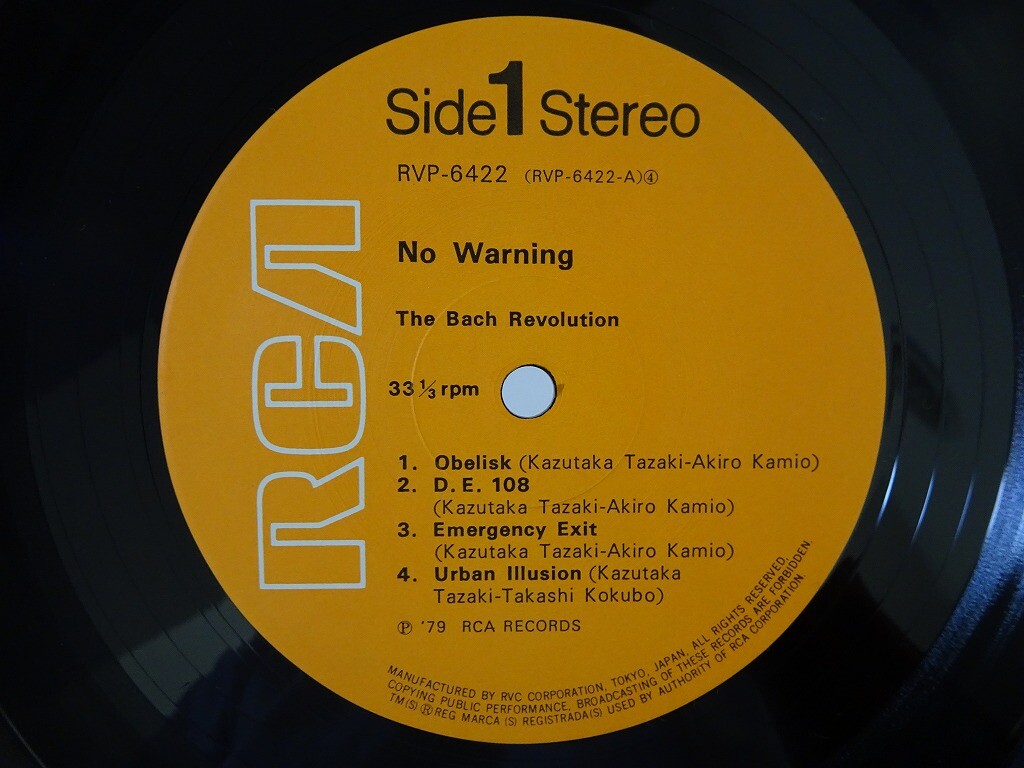 Side 1 Stereo
RVP-6422 (RVP-6422-A)④
No Warning
The Bach Revolution
33⅓ rpm
1. Obelisk (Kazutaka Tazaki-Akiro Kamio)
2. D. E. 108
(Kazutaka Tazaki-Akiro Kamio)
3. Emergency Exit
(Kazutaka Tazaki-Akiro Kamio)
4. Urban Illusion (Kazutaka
Tazaki-Takashi Kokubo)
Ⓟ '79 RCA RECORDS
MANUFACTURED BY RVC CORPORATION, TOKYO, JAPAN, ALL RIGHTS RESERVED.
COPYING PUBLIC PERFORMANCE, BROADCASTING OF THESE RECORDS ARE FORBIDDEN.
TM(S) ® REG MARCA (S) REGISTRADA(S) USED BY AUTHORITY OF RCA CORPORATION.
RCA